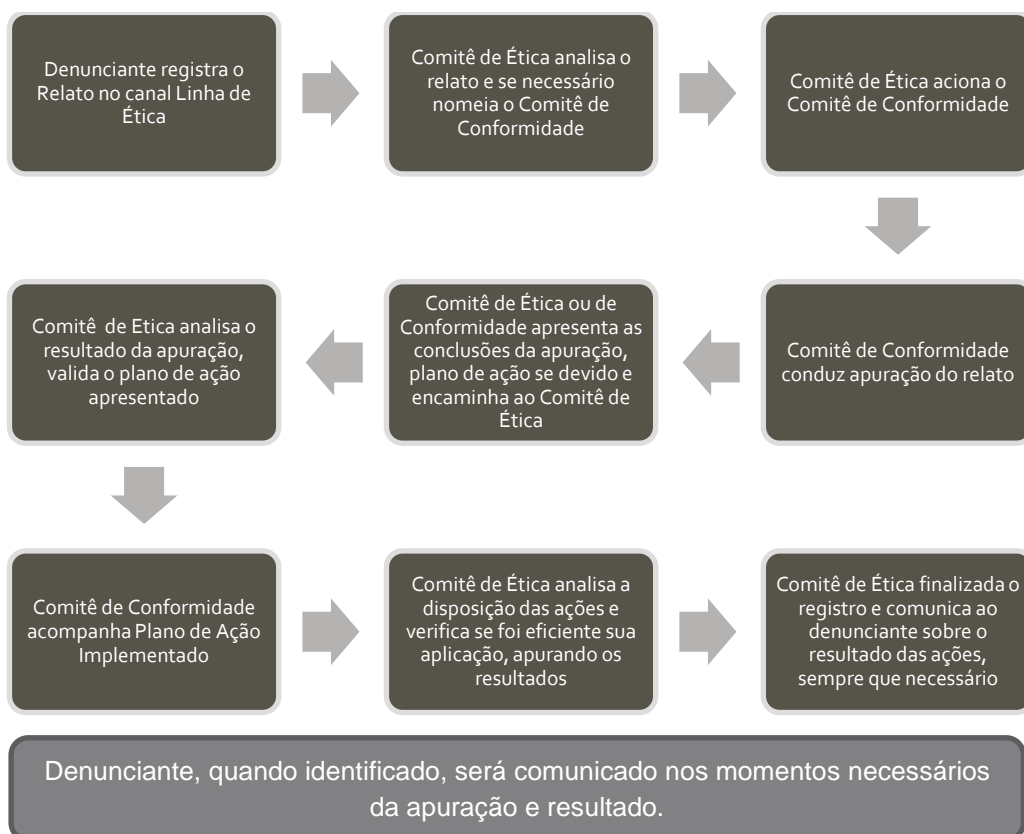 Denunciante registra o
Relato no canal Linha de
Ética
Comitê de Ética analisa o
relato e se necessário
nomeia o Comitê de
Conformidade
Comitê de Ética aciona o
Comitê de Conformidade
Comitê de Conformidade
conduz apuração do relato
Comitê de Ética ou de
Conformidade apresenta as
conclusões da apuração,
plano de ação se devido e
encaminha ao Comitê de
Ética
Comitê de Etica analisa o
resultado da apuração,
valida o plano de ação
apresentado
Comitê de Conformidade
acompanha Plano de Ação
Implementado
Comitê de Ética analisa a
disposição das ações e
verifica se foi eficiente sua
aplicação, apurando os
resultados
Comitê de Ética finalizada o
registro e comunica ao
denunciante sobre o
resultado das ações,
sempre que necessário
Denunciante, quando identificado, será comunicado nos momentos necessários
da apuração e resultado.